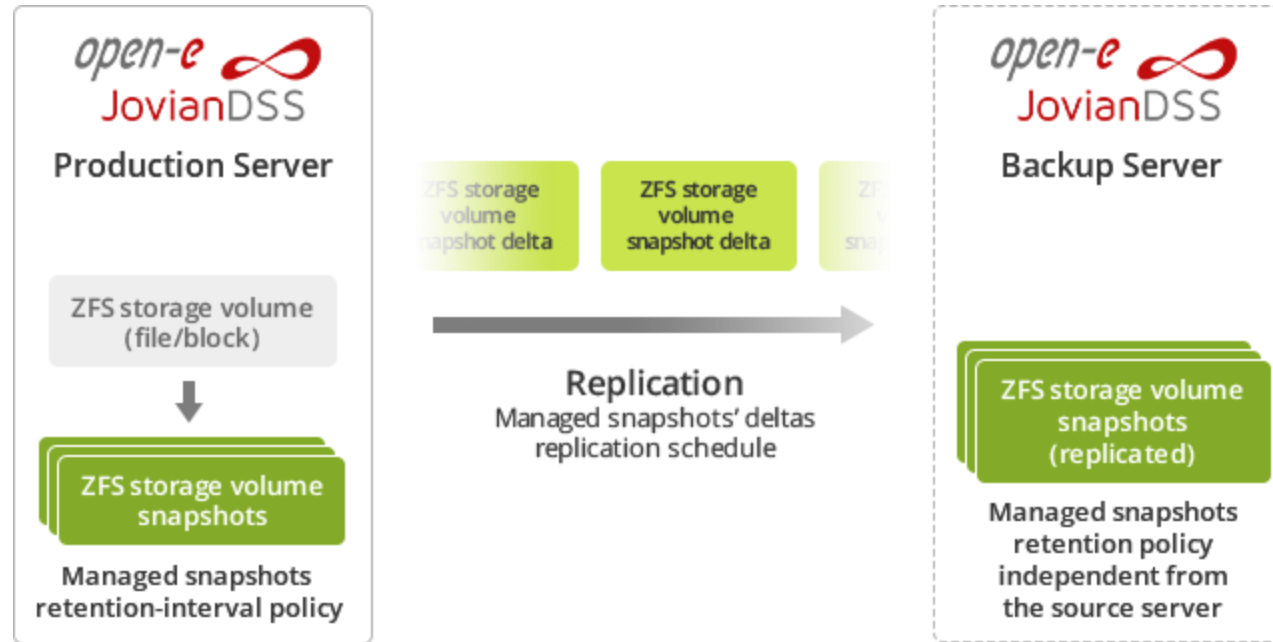 open-e
JovianDSS
Production Server
ZFS storage volume
(file/block)
ZFS storage volume
snapshots
Managed snapshots
retention-interval policy
ZFS storage
volume
snapshot delta
ZFS storage
volume
snapshot delta
Replication
Managed snapshots’ deltas
replication schedule
open-e
JovianDSS
Backup Server
ZFS storage volume
snapshots
(replicated)
Managed snapshots
retention policy
independent from
the source server